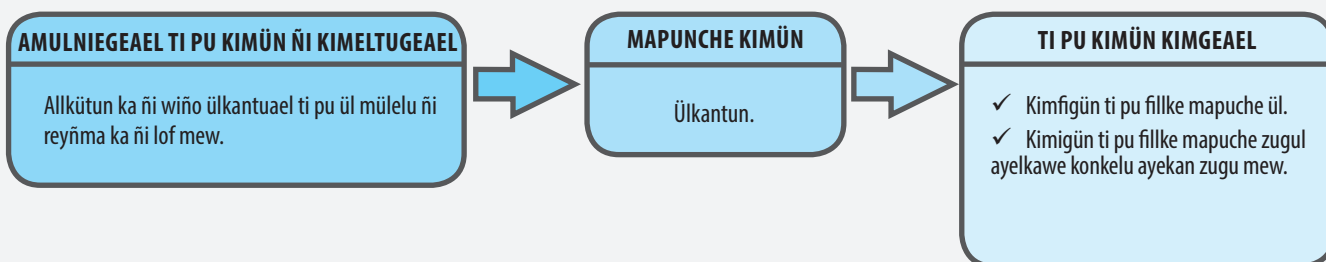 AMULNIEGEAEL TI PU KIMÜN ÑI KIMELTUGEAEL
Allkütun ka ñi wiño ülkantuael ti pu ül mülelu ñi
reyñma ka ñi lof mew.
MAPUNCHE KIMÜN
Ülkantun.
TI PU KIMÜN KIMGEAEL
✓ Kimfigün ti pu fillke mapuche ül.
✓ Kimigün ti pu fillke mapuche zugul
ayelkawe konkelu ayekan zugu mew.